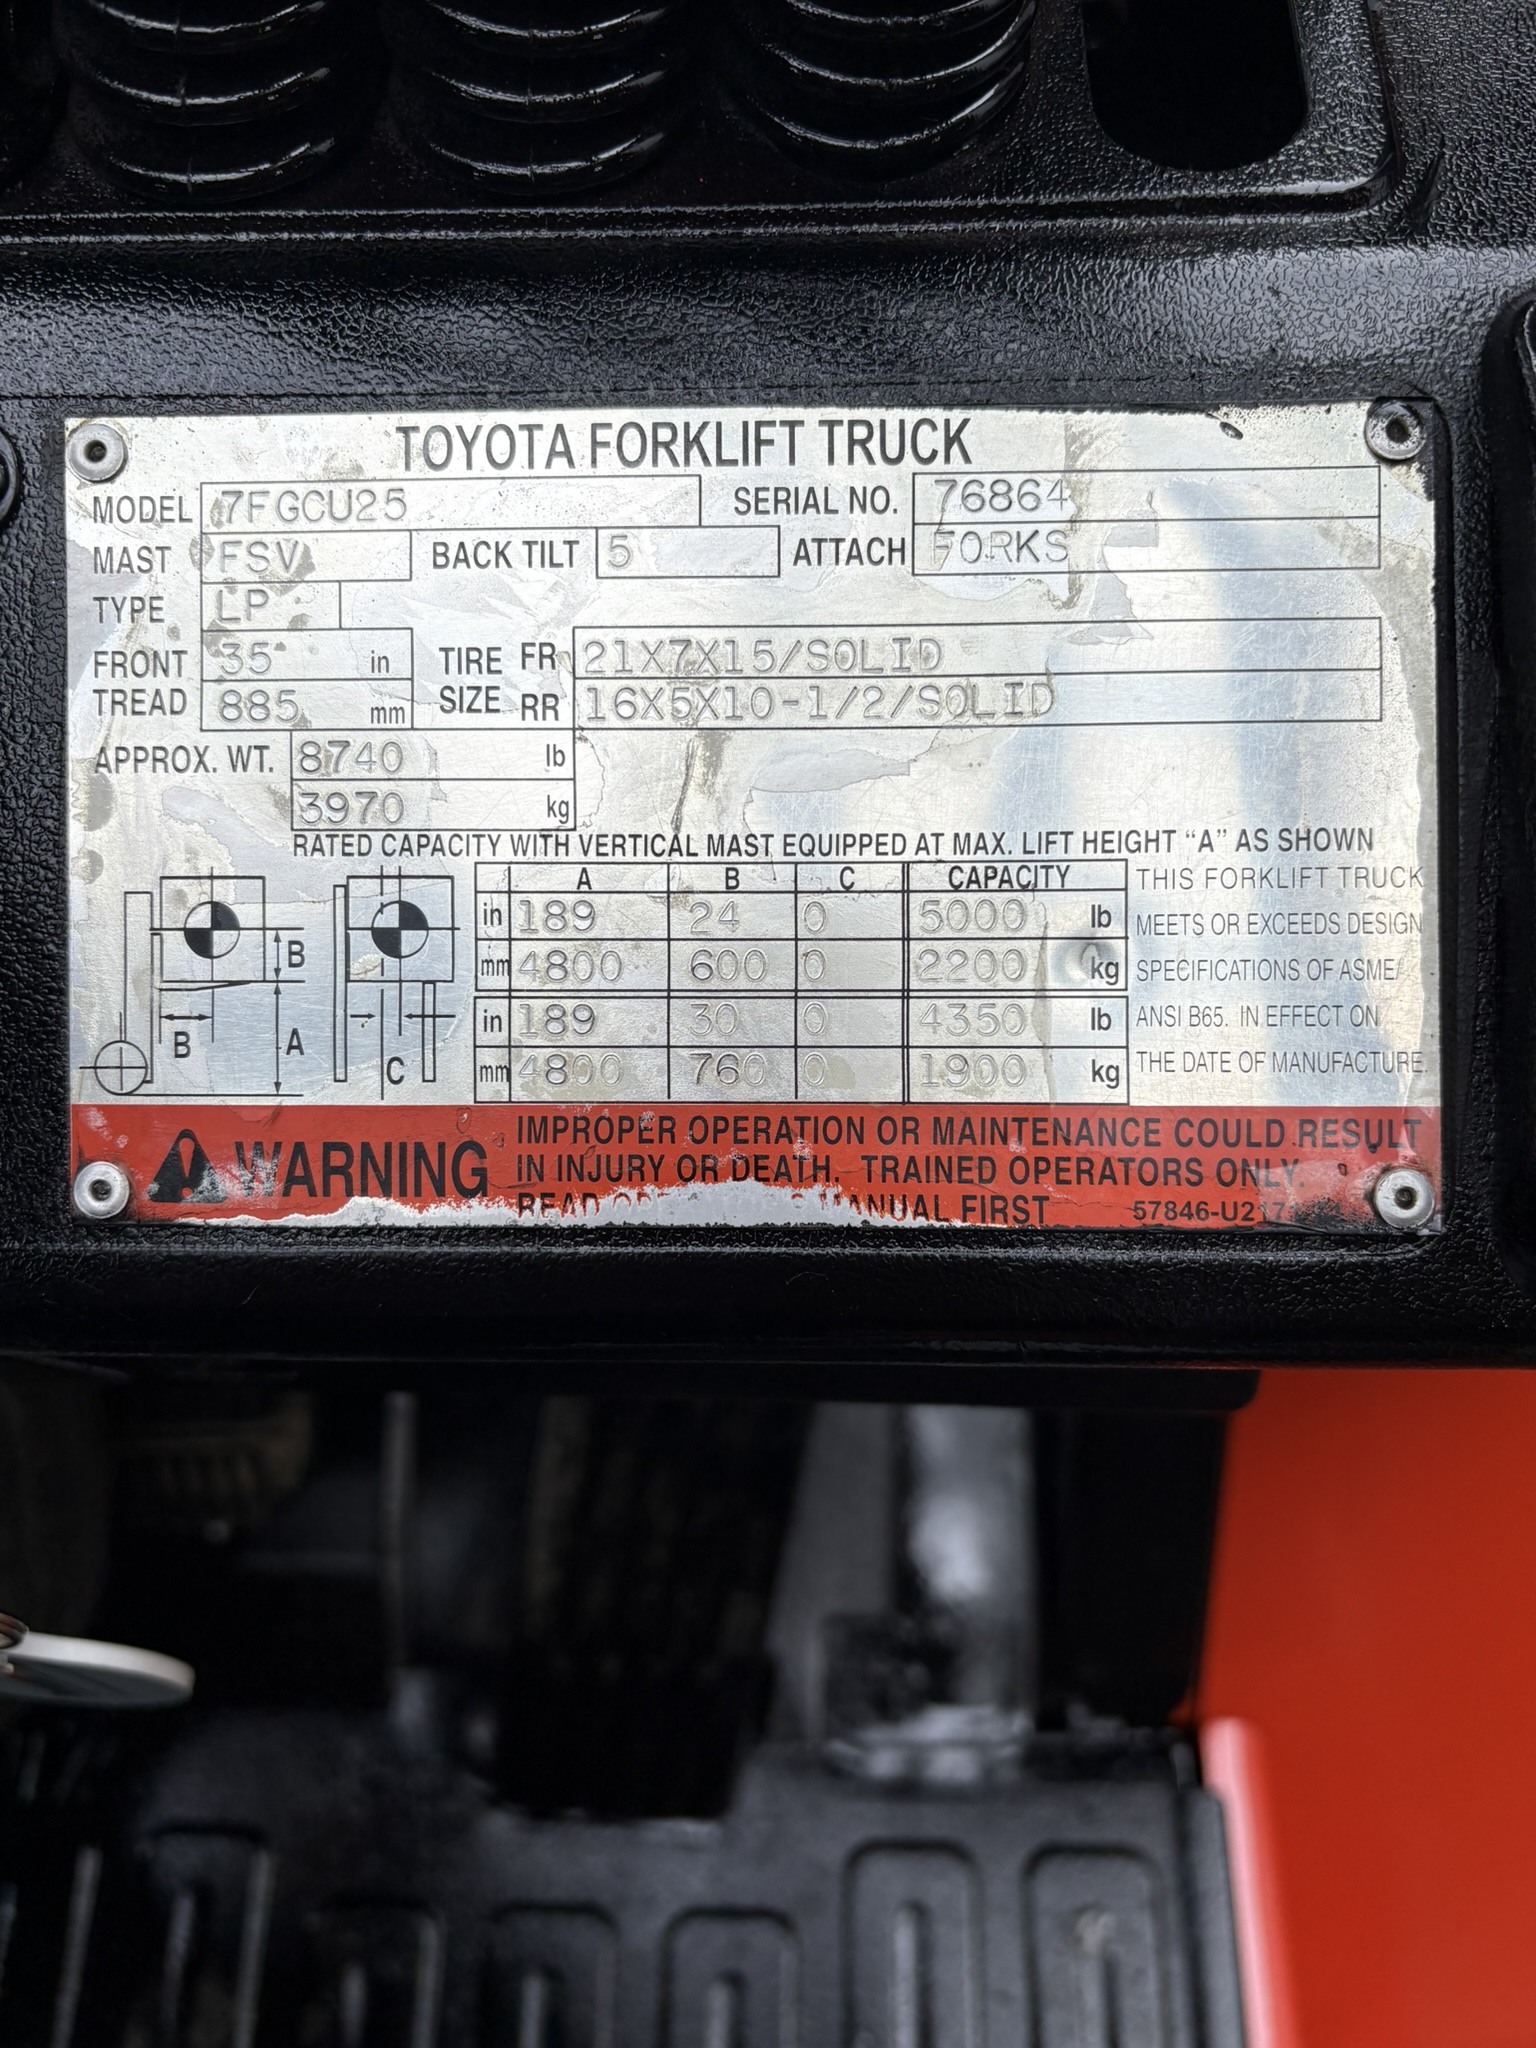 TOYOTA FORKLIFT TRUCK
MODEL 7FGCU25 SERIAL NO. 76864
MAST FSV BACK TILT 5 ATTACH FORKS
TYPE LP
FRONT TREAD 35 in TIRE SIZE FR 21X7X15/SOLID
885 mm RR 16X5X10-1/2/SOLID
APPROX. WT. 8740 lb
3970 kg
RATED CAPACITY WITH VERTICAL MAST EQUIPPED AT MAX. LIFT HEIGHT "A" AS SHOWN
A B C CAPACITY
in 189 24 0 5000 lb
mm 4800 600 0 2200 kg
in 189 30 0 4350 lb
mm 4800 760 0 1900 kg
B
B
A
C
THIS FORKLIFT TRUCK
MEETS OR EXCEEDS DESIGN
SPECIFICATIONS OF ASME/
ANSI B65. IN EFFECT ON
THE DATE OF MANUFACTURE.
WARNING
IMPROPER OPERATION OR MAINTENANCE COULD RESULT
IN INJURY OR DEATH. TRAINED OPERATORS ONLY.
READ MANUAL FIRST